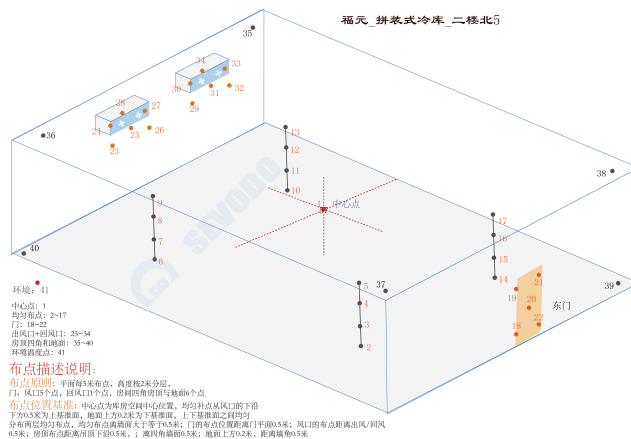 福元_拼装式冷库_二楼北5
35
34
33
30
31
32
29
28
27
24
25
26
23
36
13
12
11
10
38
9
8
7
6
1
中心点
17
16
15
14
SEVOBO
40
39
37
5
4
3
2
21
19
20
22
18
东门
环境: 41
中心点: 1
均匀布点: 2~17
门: 18-22
出风口+回风口: 23~34
房顶四角和地面: 35~40
环境温度点: 41
布点描述说明:
布点原则: 平面每5米布点, 高度按2米分层,
门, 风口5个点, 回风口1个点, 房间四角房顶与地面6个点
布点位置基准: 中心点为库房空间中心位置, 均匀补点从风口的下沿
下方0.5米为上基准面, 地面上方0.2米为下基准面, 上下基准面之间均匀
分布两层均匀布点, 均匀布点离墙面大于等于0.5米; 门的布点位置距离门平面0.5米; 风口的布点距离出风/回风
0.5米; 房顶布点距离吊顶下沿0.5米, ; 离四角墙面0.5米; 地面上方0.2米, 距离墙角0.5米